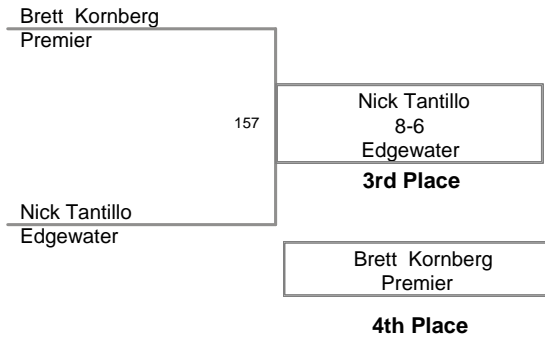 Brett Kornberg
Premier
157
Nick Tantillo
8-6
Edgewater
3rd Place
Nick Tantillo
Edgewater
Brett Kornberg
Premier
4th Place